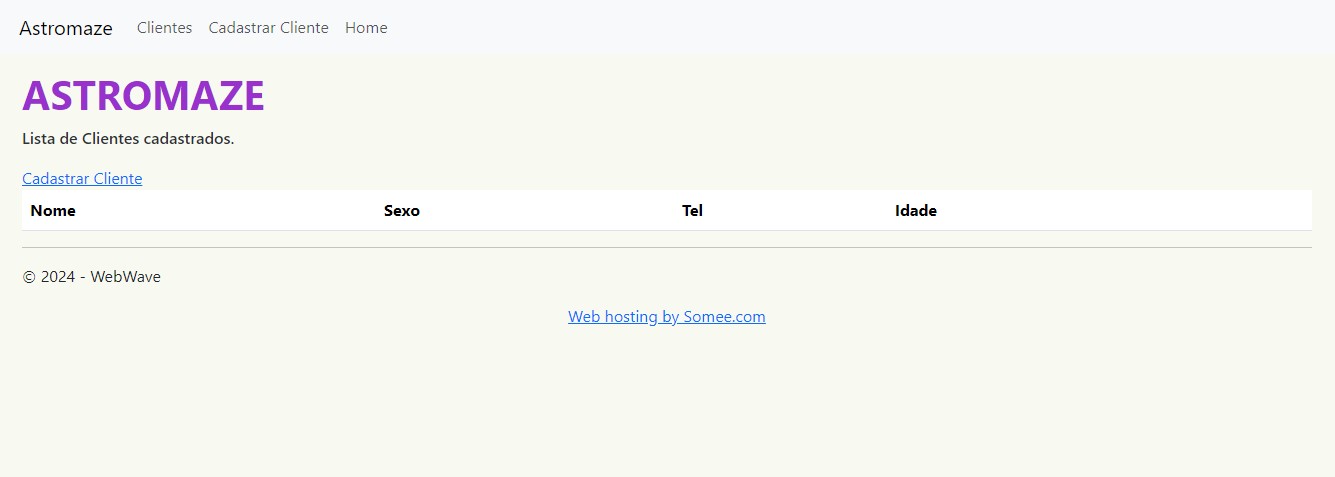 Astromaze Clientes Cadastrar Cliente Home
ASTROMAZE
Lista de Clientes cadastrados.
Cadastrar Cliente
Nome Sexo Tel Idade
© 2024 - WebWave
Web hosting by Somee.com